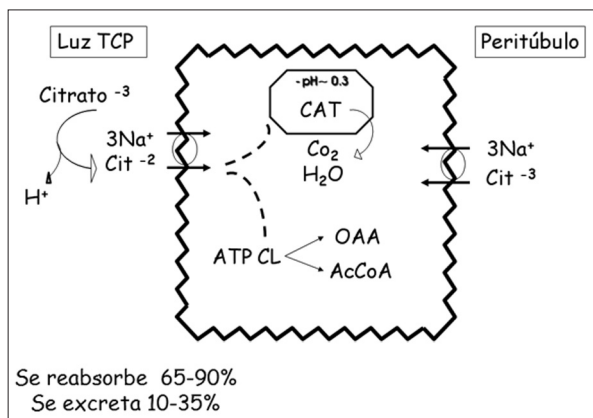 Luz TCP
Peritúbulo
Citrato -3
3Na+
Cit -2
H+
-pH~ 0.3
CAT
Co2
H2O
3Na+
Cit -3
ATP CL
OAA
AcCoA
Se reabsorbe 65-90%
Se excreta 10-35%